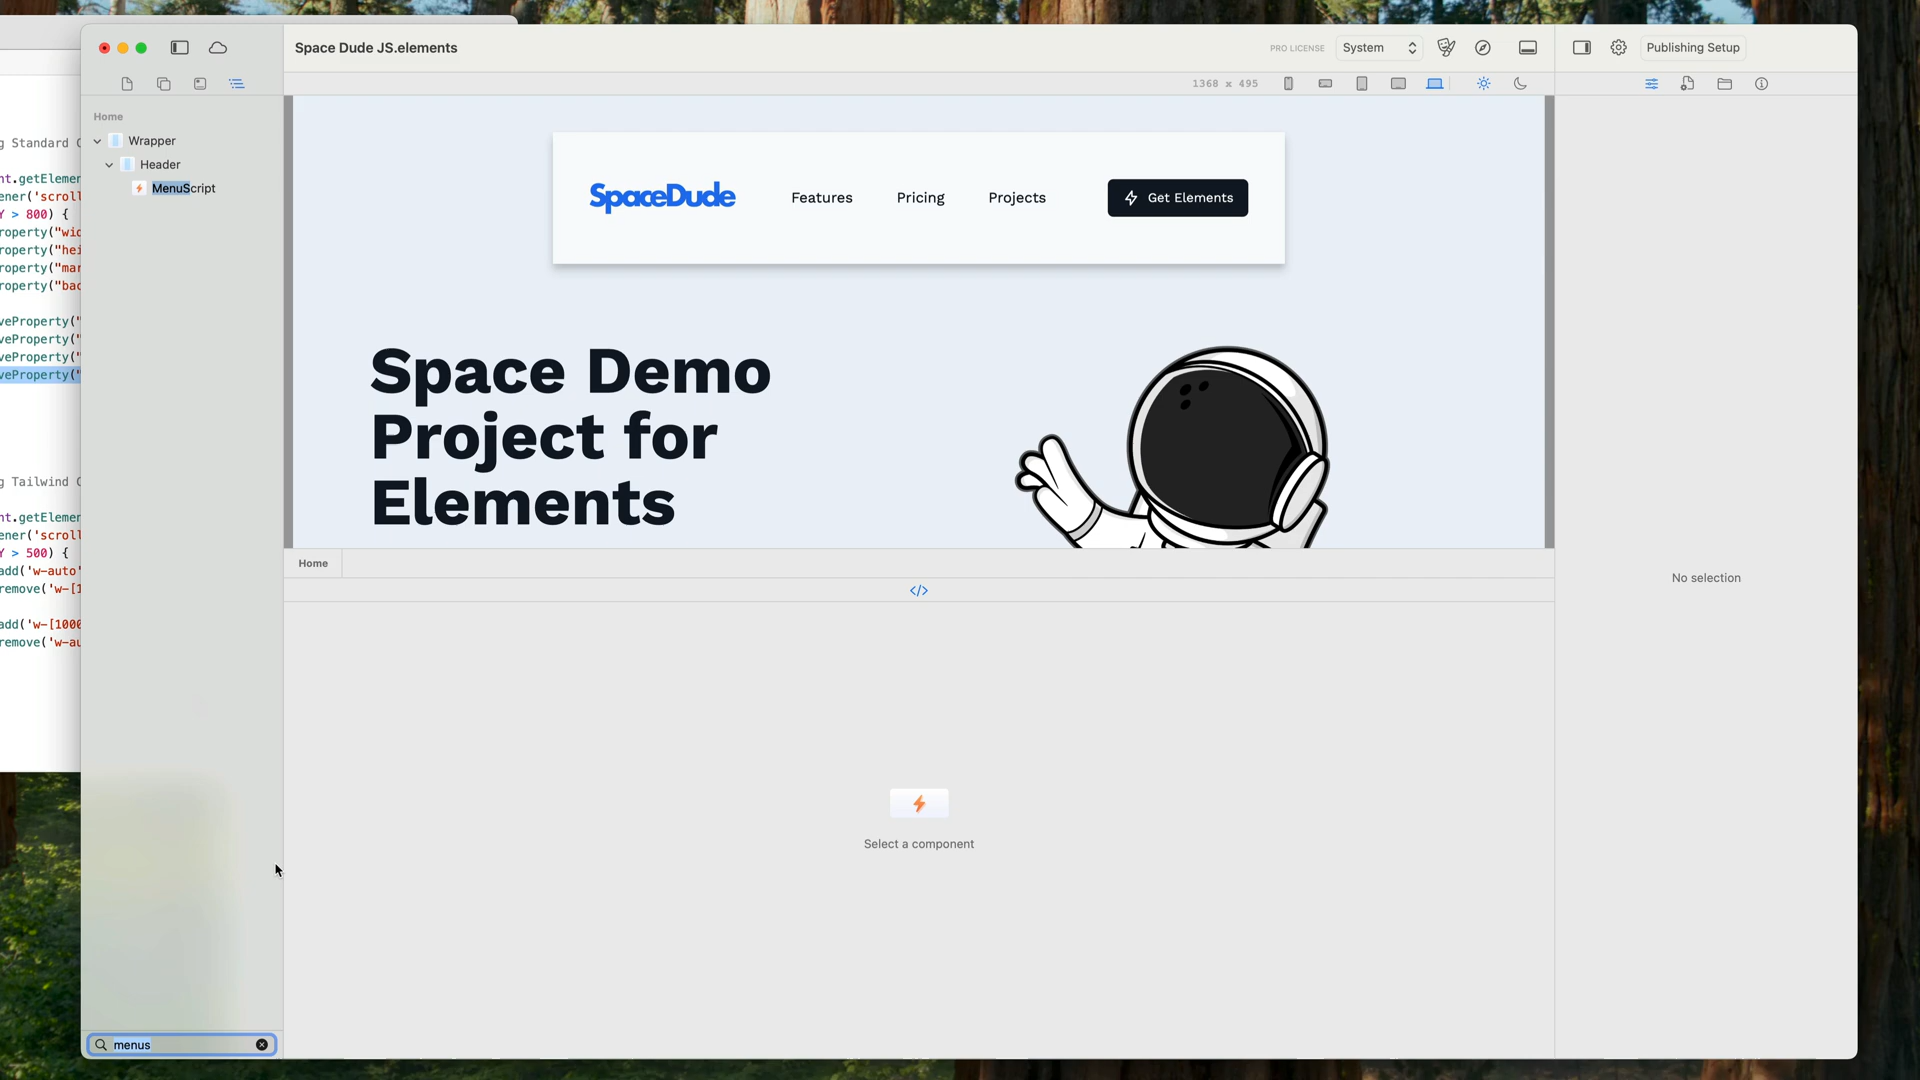 Space Dude JS.elements
PRO LICENSE
System
Publishing Setup
1368 x 495
Home
Wrapper
Header
MenuScript
SpaceDude
Features
Pricing
Projects
Get Elements
Space Demo
Project for
Elements
Home
</>
Select a component
No selection
menus
g Standard
nt.getElemen
ener('scroll
Y > 800) {
roperty("wid
roperty("hei
roperty("mar
roperty("bac
veProperty("
veProperty("
veProperty("
veProperty("
g Tailwind
nt.getElemen
ener('scroll
Y > 500) {
add('w-auto'
remove('w-[1
add('w-[1000
remove('w-au